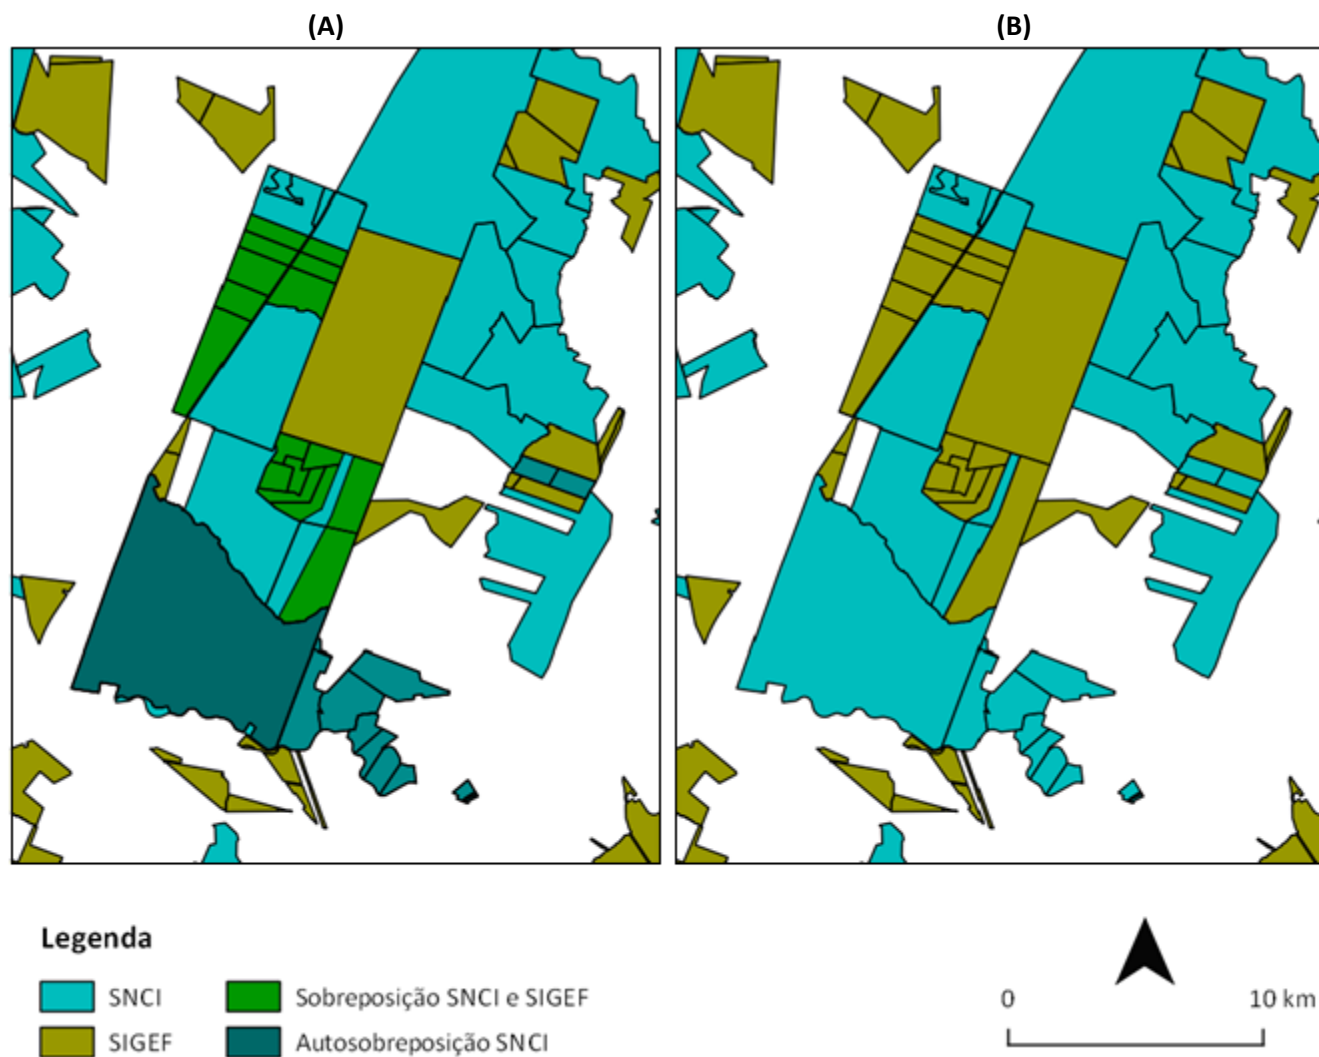 (A)
(B)
Legenda
SNCI
Sobreposição SNCI e SIGEF
SIGEF
Autosobreposição SNCI
0
10 km